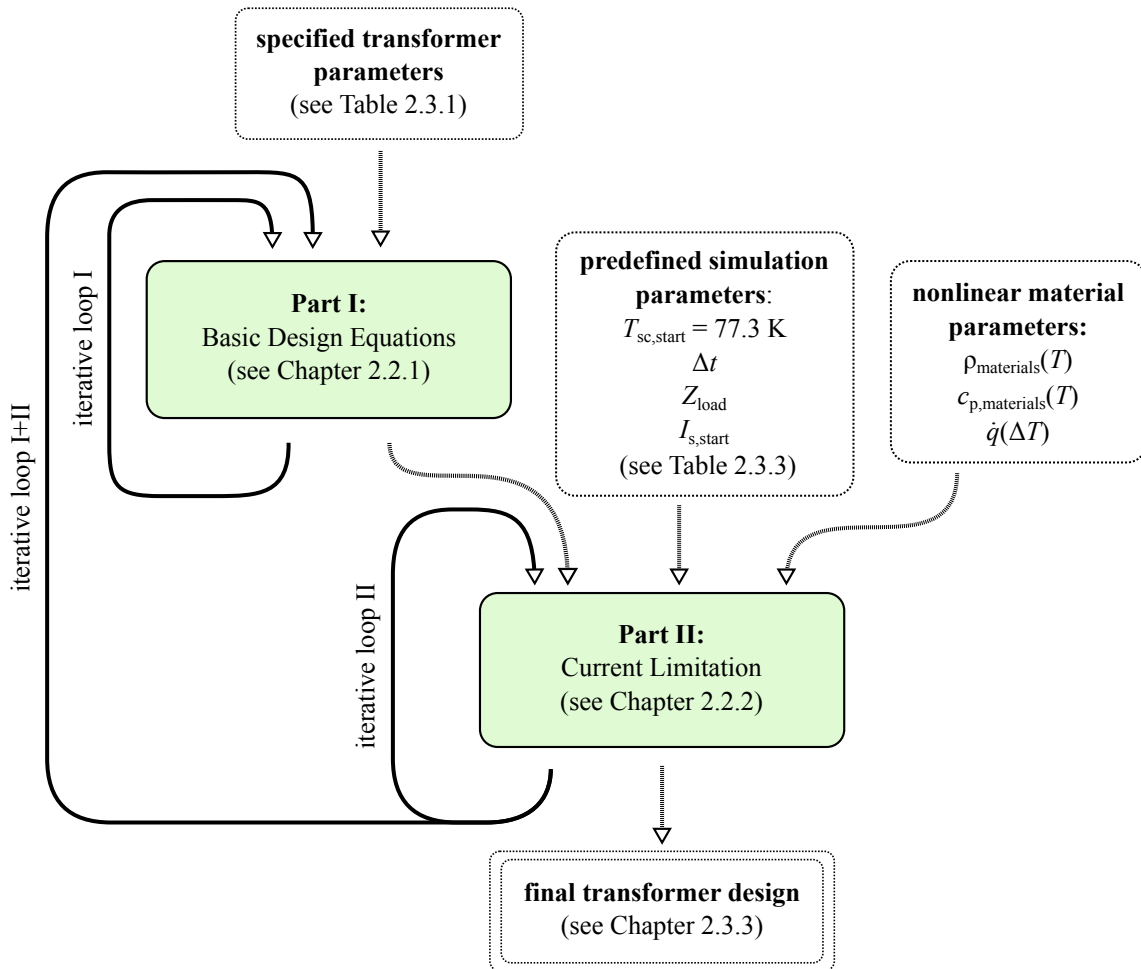 specified transformer
parameters
(see Table 2.3.1)
iterative loop I+II
iterative loop I
Part I:
Basic Design Equations
(see Chapter 2.2.1)
predefined simulation
parameters:
T_sc,start = 77.3 K
Δt
Z_load
I_s,start
(see Table 2.3.3)
nonlinear material
parameters:
ρ_materials(T)
c_p,materials(T)
q̇(ΔT)
iterative loop II
Part II:
Current Limitation
(see Chapter 2.2.2)
final transformer design
(see Chapter 2.3.3)